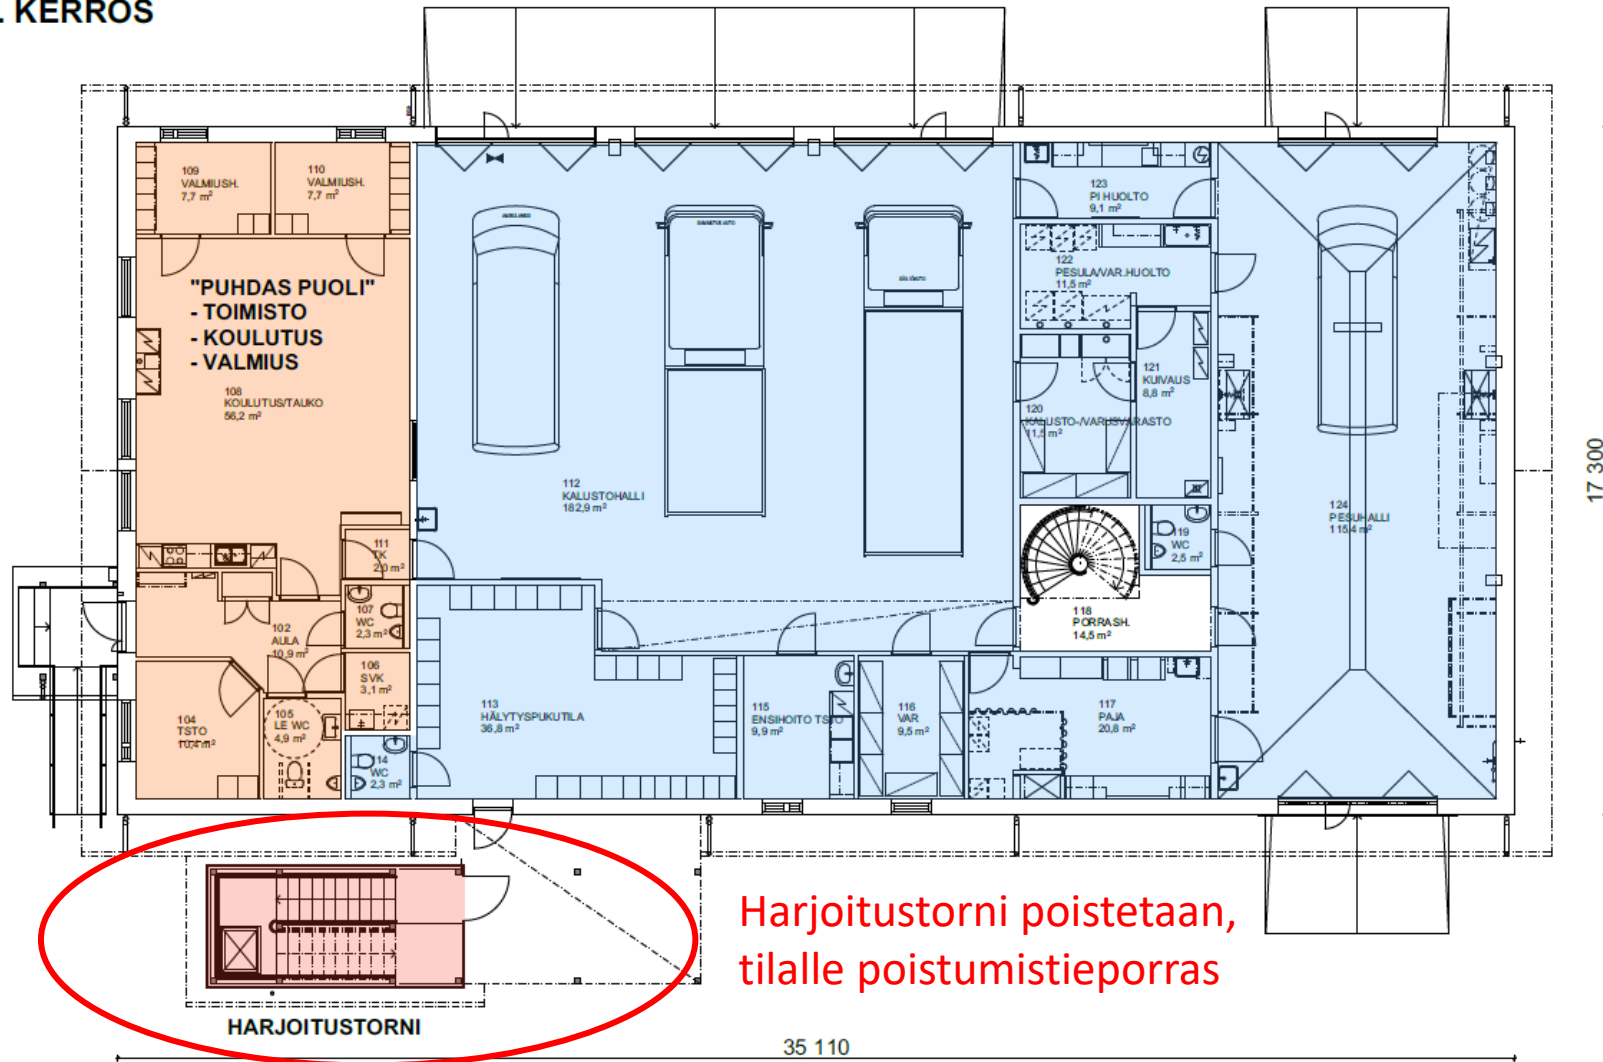 . KERROS
109
VALMIUSH.
7,7 m²
110
VALMIUSH.
7,7 m²
"PUHDAS PUOLI"
- TOIMISTO
- KOULUTUS
- VALMIUS
108
KOULUTUS/TAUKO
56,2 m²
111
TK
2,0 m²
107
WC
2,3 m²
102
AULA
10,9 m²
106
SVK
3,1 m²
104
TSTO
10,4 m²
105
LE WC
4,9 m²
114
WC
2,3 m²
112
KALUSTOHALLI
182,9 m²
113
HÄLYTYSPUKUTILA
36,8 m²
115
ENSIHOITO TSTO
9,9 m²
116
VAR
9,5 m²
117
PAJA
20,8 m²
118
PORRASH.
14,5 m²
119
WC
2,5 m²
120
KALUSTO-/VARUSVARASTO
11,5 m²
121
KUIVAUS
8,8 m²
122
PESULA/VAR.HUOLTO
11,5 m²
123
PI HUOLTO
9,1 m²
124
PESUHALLI
115,4 m²
17 300
Harjoitustorni poistetaan,
tilalle poistumistieporras
HARJOITUSTORNI
35 110